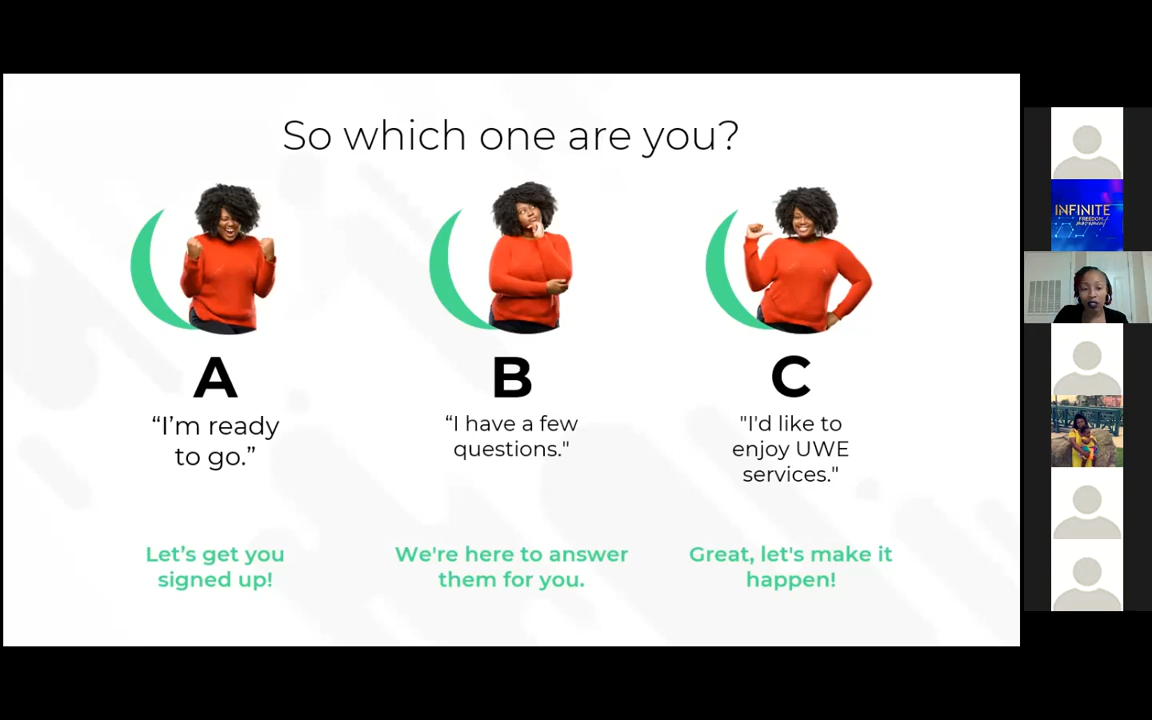 So which one are you?
A
“I’m ready
to go.”
Let’s get you
signed up!
B
“I have a few
questions."
We're here to answer
them for you.
C
"I'd like to
enjoy UWE
services."
Great, let's make it
happen!
INFINITE
FREEDOM